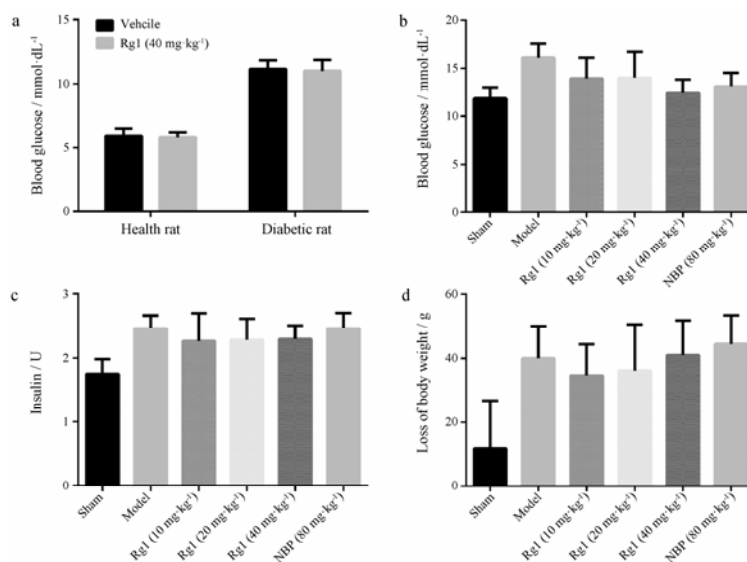 a
Vehcile
Rg1 (40 mg·kg⁻¹)
Blood glucose / mmol·dL⁻¹
15
10
5
0
Health rat
Diabetic rat
b
Blood glucose / mmol·dL⁻¹
20
15
10
5
0
Sham
Model
Rg1 (10 mg·kg⁻¹)
Rg1 (20 mg·kg⁻¹)
Rg1 (40 mg·kg⁻¹)
NBP (80 mg·kg⁻¹)
c
Insulin / U
3
2
1
0
Sham
Model
Rg1 (10 mg·kg⁻¹)
Rg1 (20 mg·kg⁻¹)
Rg1 (40 mg·kg⁻¹)
NBP (80 mg·kg⁻¹)
d
Loss of body weight / g
60
40
20
0
Sham
Model
Rg1 (10 mg·kg⁻¹)
Rg1 (20 mg·kg⁻¹)
Rg1 (40 mg·kg⁻¹)
NBP (80 mg·kg⁻¹)